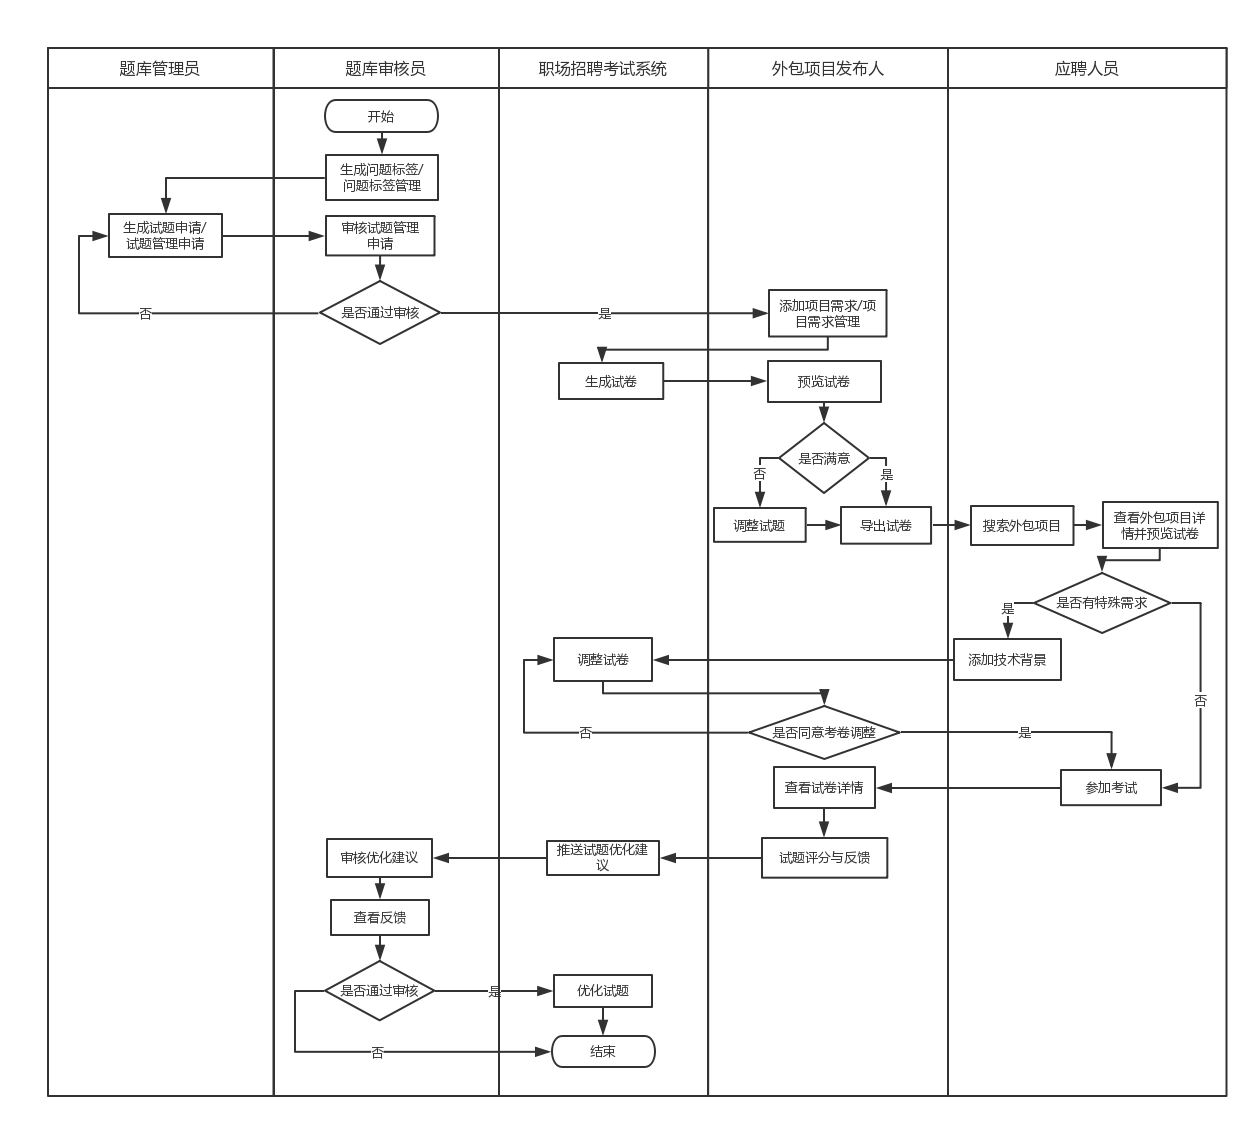 题库管理员
题库审核员
职场招聘考试系统
外包项目发布人
应聘人员
开始
生成问题标签/
问题标签管理
生成试题申请/
试题管理申请
审核试题管理
申请
是否通过审核
否
是
添加项目需求/项
目需求管理
生成试卷
预览试卷
是否满意
否
是
调整试题
导出试卷
搜索外包项目
查看外包项目详
情并预览试卷
是否有特殊需求
是
否
添加技术背景
调整试卷
是否同意考卷调整
否
是
参加考试
查看试卷详情
试题评分与反馈
推送试题优化建
议
审核优化建议
查看反馈
是否通过审核
是
否
优化试题
结束